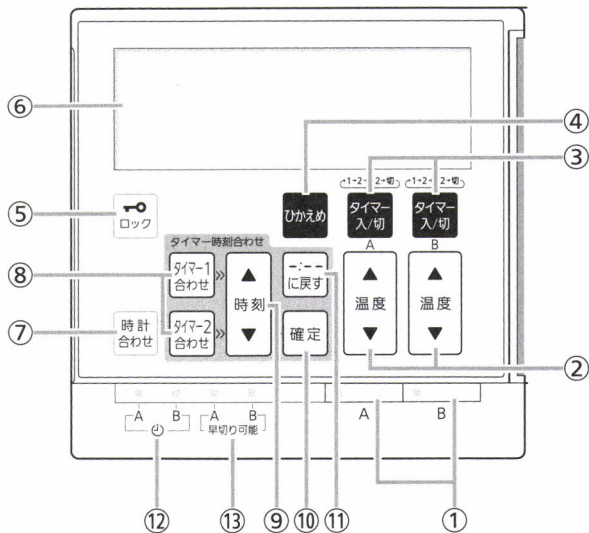 ⑥
④
③
⑤
1→2→1・2→切
1→2→1・2→切
ロック
ひかえめ
タイマー
入/切
A
タイマー
入/切
B
タイマー時刻合わせ
⑧
タイマー1
合わせ
»
▲
時刻
▼
-:--
に戻す
▲
温度
▼
▲
温度
▼
⑦
時計
合わせ
タイマー2
合わせ
»
確定
②
A B
A B
早切り可能
A
B
⑫
⑬
⑨
⑩
⑪
①